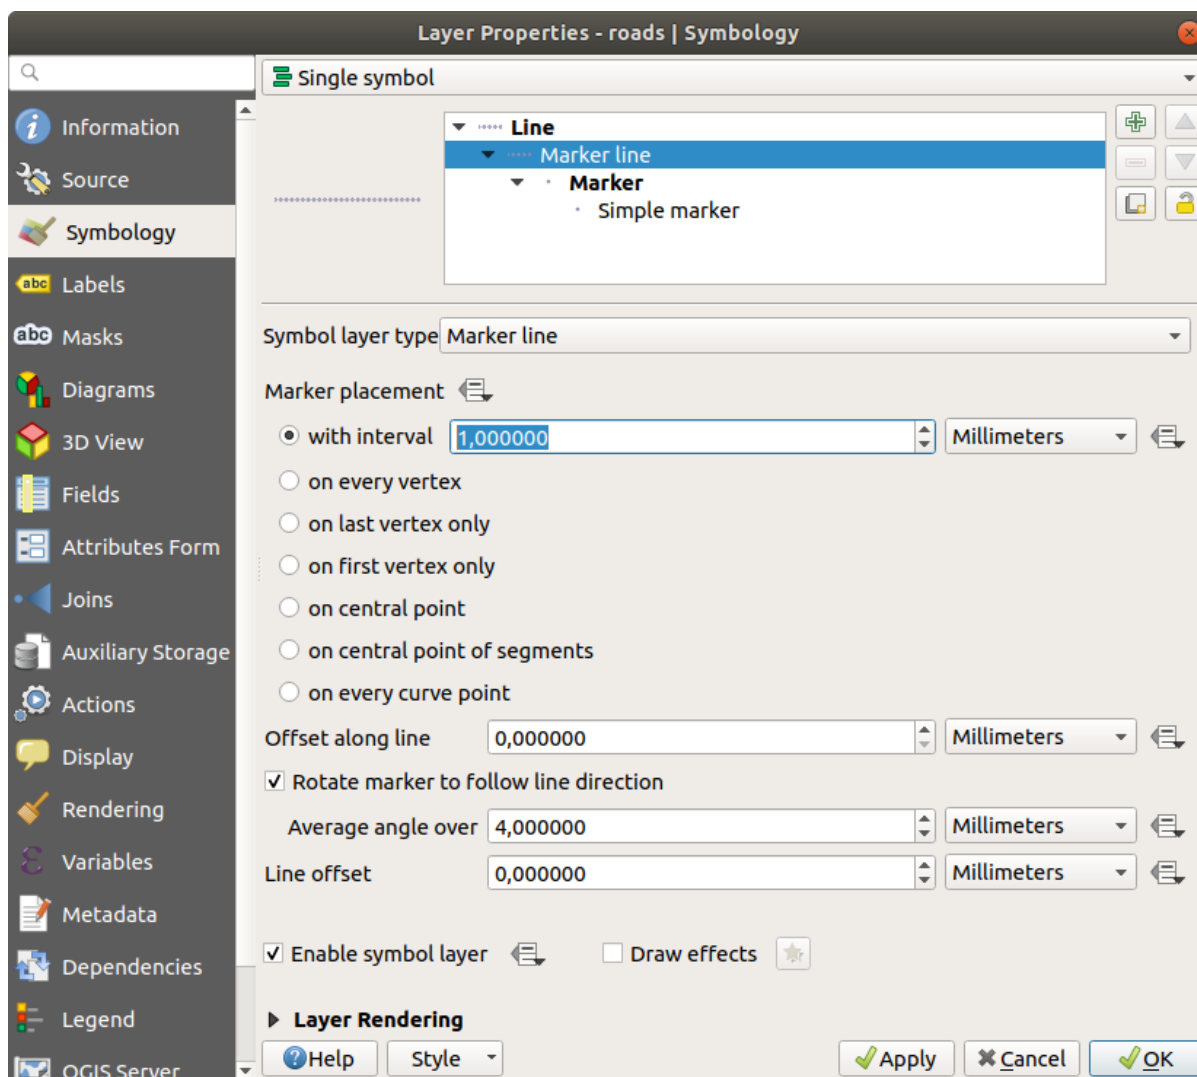 Layer Properties - roads | Symbology
Single symbol
Information
Source
Symbology
abc Labels
abc Masks
Diagrams
3D View
Fields
Attributes Form
Joins
Auxiliary Storage
Actions
Display
Rendering
Variables
Metadata
Dependencies
Legend
QGIS Server
Line
Marker line
Marker
Simple marker
Symbol layer type Marker line
Marker placement
with interval 1,000000 Millimeters
on every vertex
on last vertex only
on first vertex only
on central point
on central point of segments
on every curve point
Offset along line 0,000000 Millimeters
Rotate marker to follow line direction
Average angle over 4,000000 Millimeters
Line offset 0,000000 Millimeters
Enable symbol layer Draw effects
Layer Rendering
Help Style Apply Cancel OK